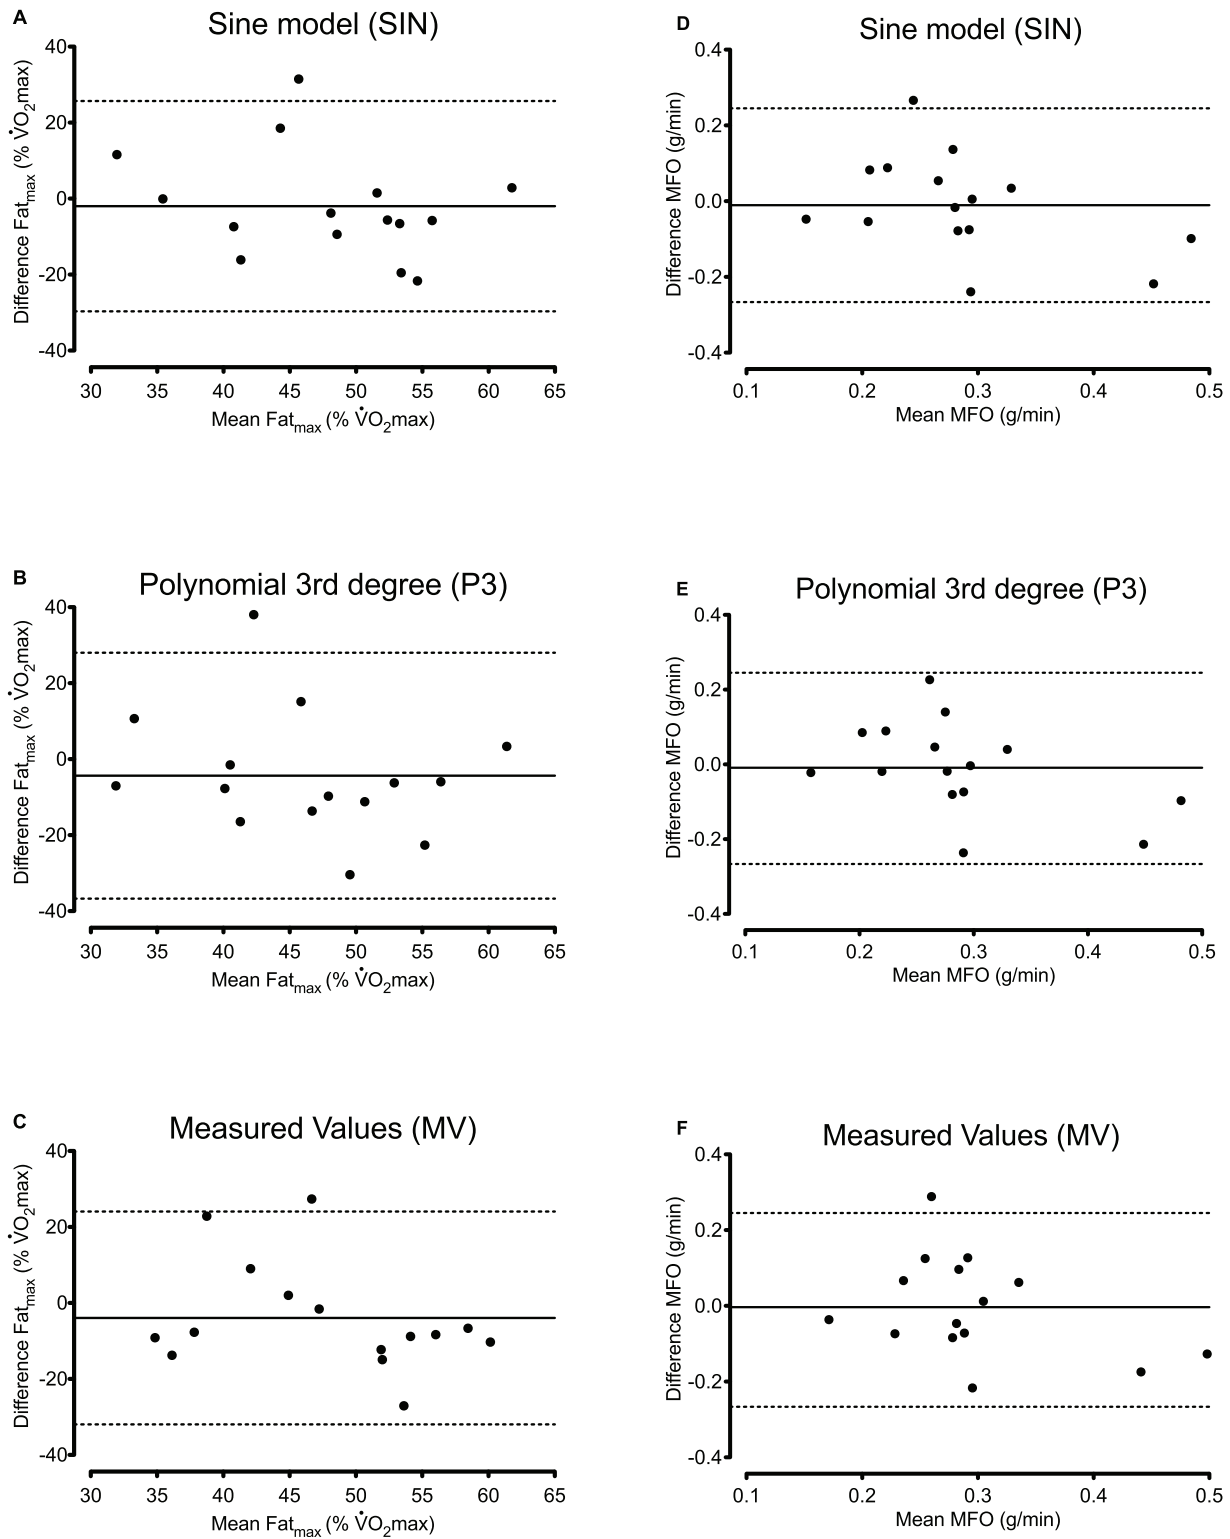 A
Sine model (SIN)
Difference Fatmax (% V̇O2max)
40
20
0
-20
-40
30 35 40 45 50 55 60 65
Mean Fatmax (% V̇O2max)
D
Sine model (SIN)
Difference MFO (g/min)
0.4
0.2
0.0
-0.2
-0.4
0.1 0.2 0.3 0.4 0.5
Mean MFO (g/min)
B
Polynomial 3rd degree (P3)
Difference Fatmax (% V̇O2max)
40
20
0
-20
-40
30 35 40 45 50 55 60 65
Mean Fatmax (% V̇O2max)
E
Polynomial 3rd degree (P3)
Difference MFO (g/min)
0.4
0.2
0.0
-0.2
-0.4
0.1 0.2 0.3 0.4 0.5
Mean MFO (g/min)
C
Measured Values (MV)
Difference Fatmax (% V̇O2max)
40
20
0
-20
-40
30 35 40 45 50 55 60 65
Mean Fatmax (% V̇O2max)
F
Measured Values (MV)
Difference MFO (g/min)
0.4
0.2
0.0
-0.2
-0.4
0.1 0.2 0.3 0.4 0.5
Mean MFO (g/min)